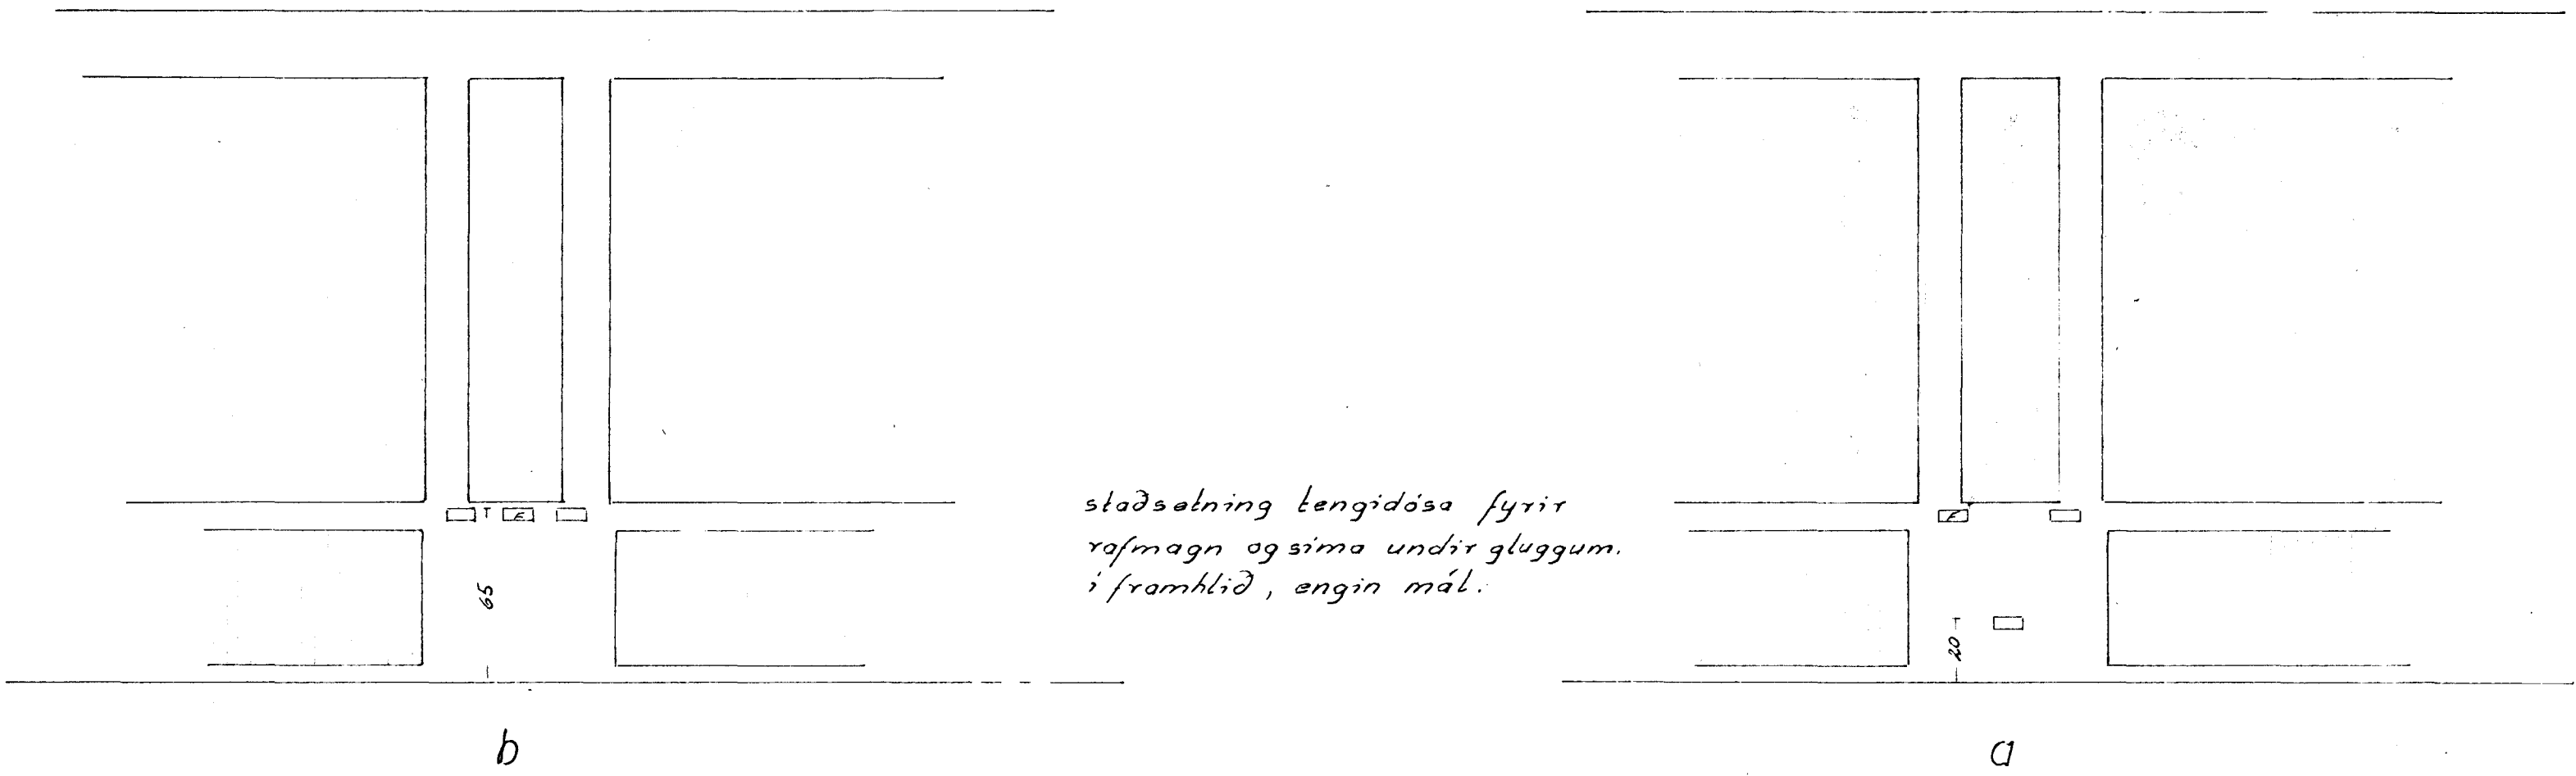 E
65
b
staðsetning tengidósa fyrir
rafmagn og síma undir gluggum.
í framhlið, engin mál.
E
20
a